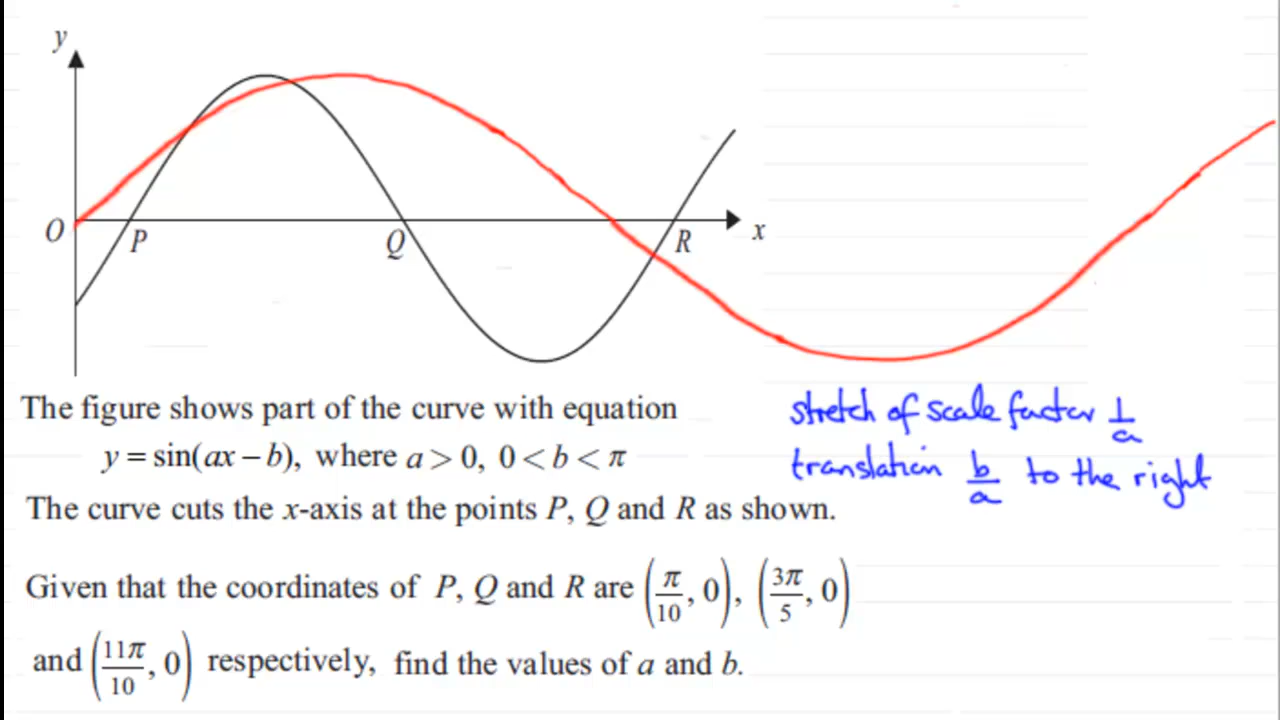 y
O
P
Q
R
x
The figure shows part of the curve with equation
y = sin(ax − b), where a > 0, 0 < b < π
The curve cuts the x-axis at the points P, Q and R as shown.
Given that the coordinates of P, Q and R are (π/10, 0), (3π/5, 0)
and (11π/10, 0) respectively, find the values of a and b.
stretch of scale factor 1/a
translation b/a to the right